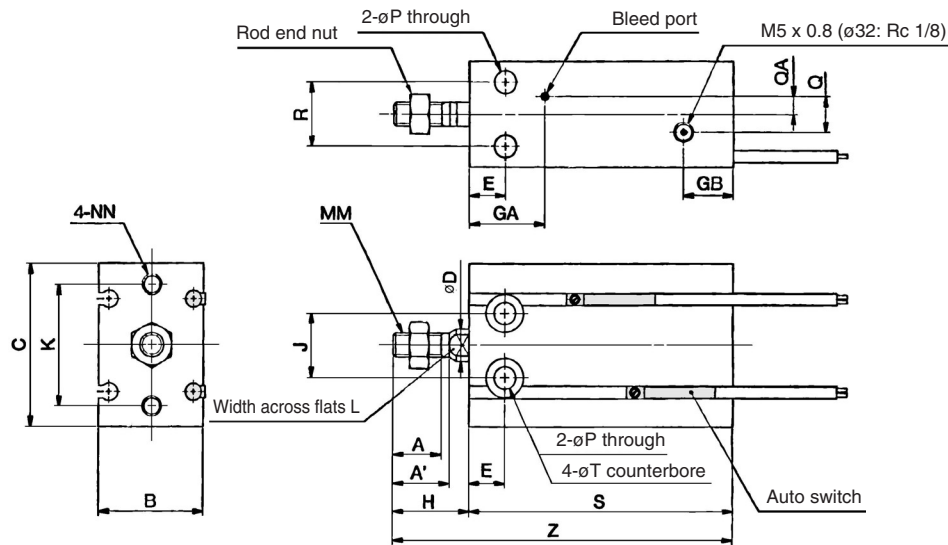 2-øP through
Bleed port
M5 x 0.8 (ø32: Rc 1/8)
Rod end nut
QA
Q
R
E
GA
GB
4-NN
MM
øD
C
K
J
Width across flats L
A
A'
E
2-øP through
4-øT counterbore
H
S
Auto switch
B
Z